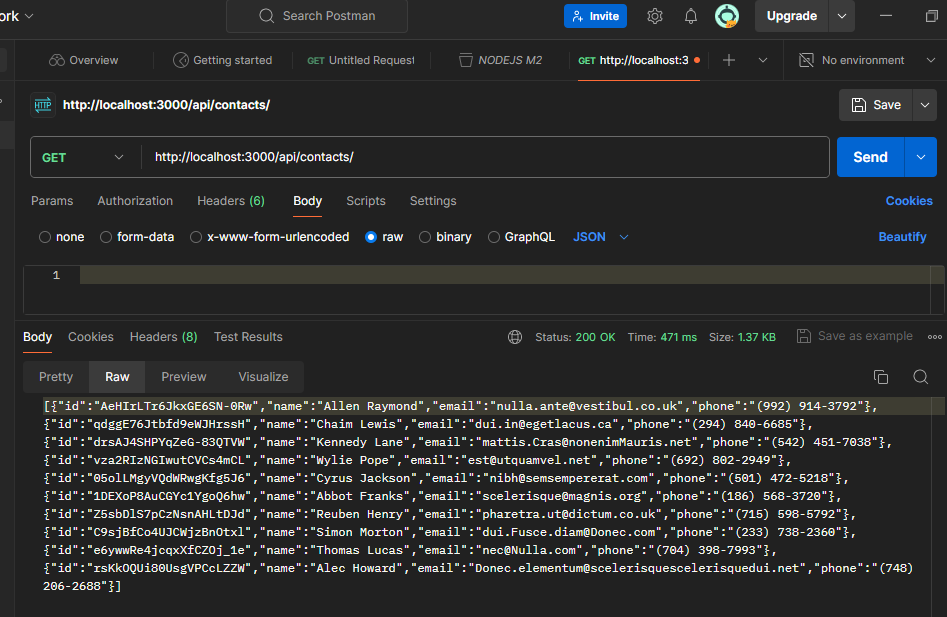 ork
Search Postman
Invite
Upgrade
Overview
Getting started
GET Untitled Request
NODEJS M2
GET http://localhost:3
No environment
HTTP http://localhost:3000/api/contacts/
Save
GET
http://localhost:3000/api/contacts/
Send
Params Authorization Headers (6) Body Scripts Settings
Cookies
none form-data x-www-form-urlencoded raw binary GraphQL JSON
Beautify
1
Body Cookies Headers (8) Test Results
Status: 200 OK Time: 471 ms Size: 1.37 KB
Save as example
Pretty Raw Preview Visualize
[{"id":"AeHIrLTr6JkxGE6SN-0Rw","name":"Allen Raymond","email":"nulla.ante@vestibul.co.uk","phone":"(992) 914-3792"},
{"id":"qdggE76Jtbfd9eWJHrssH","name":"Chaim Lewis","email":"dui.in@egetlacus.ca","phone":"(294) 840-6685"},
{"id":"drsAJ4SHPYqZeG-83QTVW","name":"Kennedy Lane","email":"mattis.Cras@nonenimMauris.net","phone":"(542) 451-7038"},
{"id":"vza2RIzNGIwutCVCs4mCL","name":"Wylie Pope","email":"est@utquamvel.net","phone":"(692) 802-2949"},
{"id":"05olLMgyVQdWRwgKfg5J6","name":"Cyrus Jackson","email":"nibh@semsempererat.com","phone":"(501) 472-5218"},
{"id":"1DEXoP8AuCGYc1YgoQ6hw","name":"Abbot Franks","email":"scelerisque@magnis.org","phone":"(186) 568-3720"},
{"id":"Z5sbDlS7pCzNsnAHLtDJd","name":"Reuben Henry","email":"pharetra.ut@dictum.co.uk","phone":"(715) 598-5792"},
{"id":"C9sjBfCo4UJCWjzBnOtxl","name":"Simon Morton","email":"dui.Fusce.diam@Donec.com","phone":"(233) 738-2360"},
{"id":"e6ywwRe4jcqxXfCZOj_1e","name":"Thomas Lucas","email":"nec@Nulla.com","phone":"(704) 398-7993"},
{"id":"rsKkOQUi80UsgVPCcLZZW","name":"Alec Howard","email":"Donec.elementum@scelerisquescelerisquedui.net","phone":"(748)
206-2688"}]